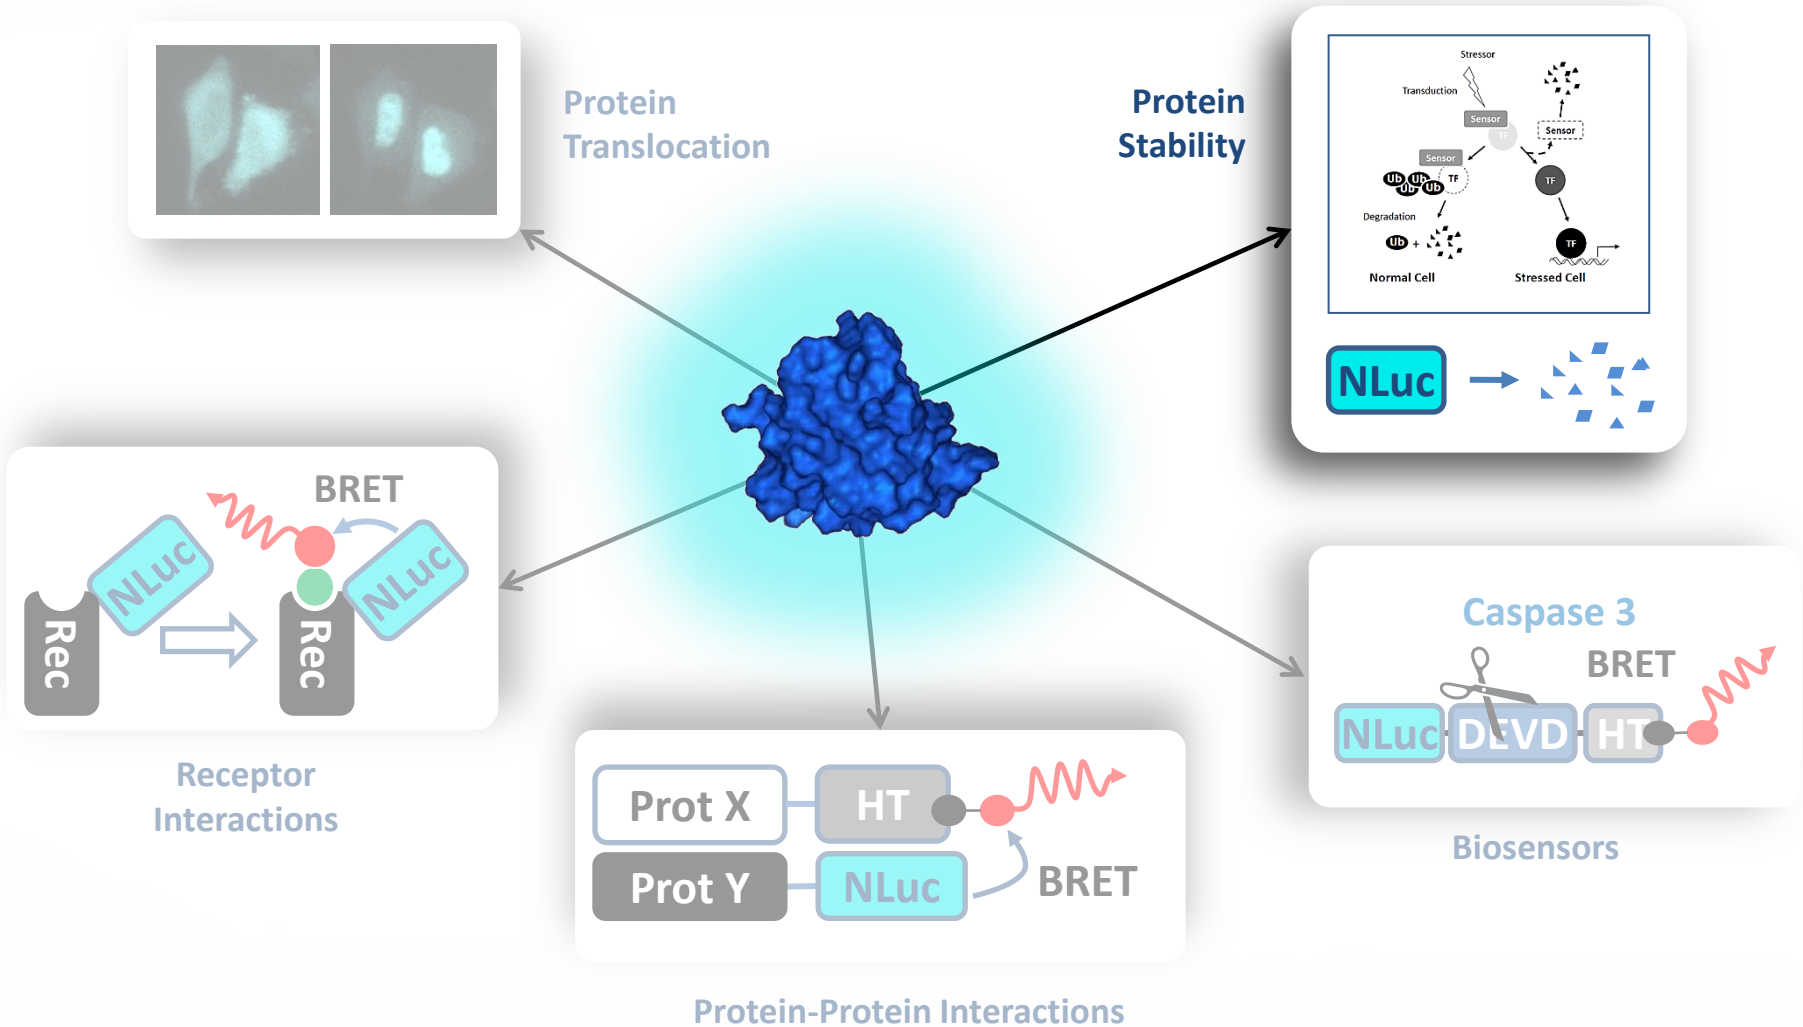 Protein
Translocation
Protein
Stability
Stressor
Transduction
Sensor
TF
Sensor
Sensor
TF
Ub
Ub
Ub
Ub
TF
Degradation
Ub
+
TF
Normal Cell
Stressed Cell
NLuc
BRET
NLuc
NLuc
Rec
Rec
Receptor
Interactions
Caspase 3
BRET
NLuc
DEVD
HT
Biosensors
Prot X
HT
Prot Y
NLuc
BRET
Protein-Protein Interactions